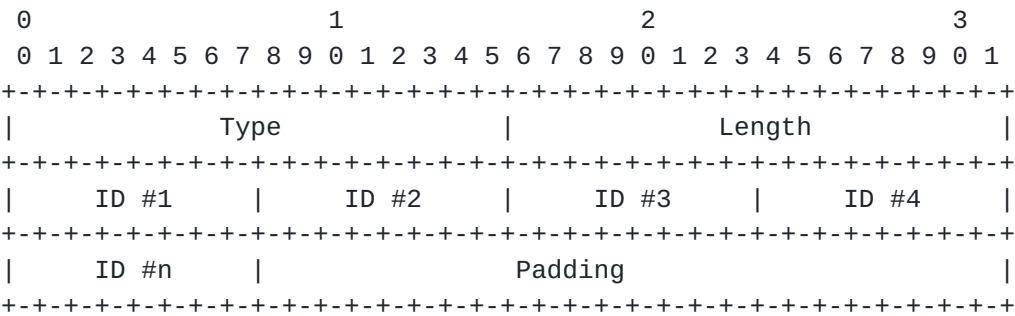 0                   1                   2                   3
 0 1 2 3 4 5 6 7 8 9 0 1 2 3 4 5 6 7 8 9 0 1 2 3 4 5 6 7 8 9 0 1
+-+-+-+-+-+-+-+-+-+-+-+-+-+-+-+-+-+-+-+-+-+-+-+-+-+-+-+-+-+-+-+-+
|             Type              |             Length            |
+-+-+-+-+-+-+-+-+-+-+-+-+-+-+-+-+-+-+-+-+-+-+-+-+-+-+-+-+-+-+-+-+
|     ID #1     |     ID #2     |     ID #3     |     ID #4     |
+-+-+-+-+-+-+-+-+-+-+-+-+-+-+-+-+-+-+-+-+-+-+-+-+-+-+-+-+-+-+-+-+
|     ID #n     |                Padding                        |
+-+-+-+-+-+-+-+-+-+-+-+-+-+-+-+-+-+-+-+-+-+-+-+-+-+-+-+-+-+-+-+-+